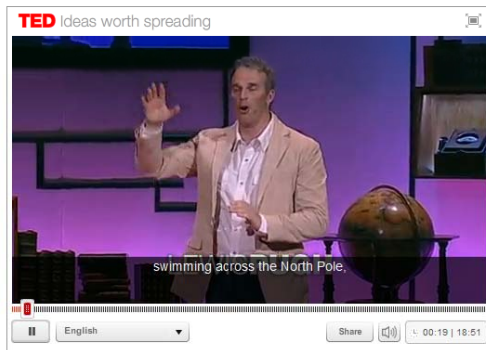 TED Ideas worth spreading
swimming across the North Pole,
English
Share
00:19 | 18:51